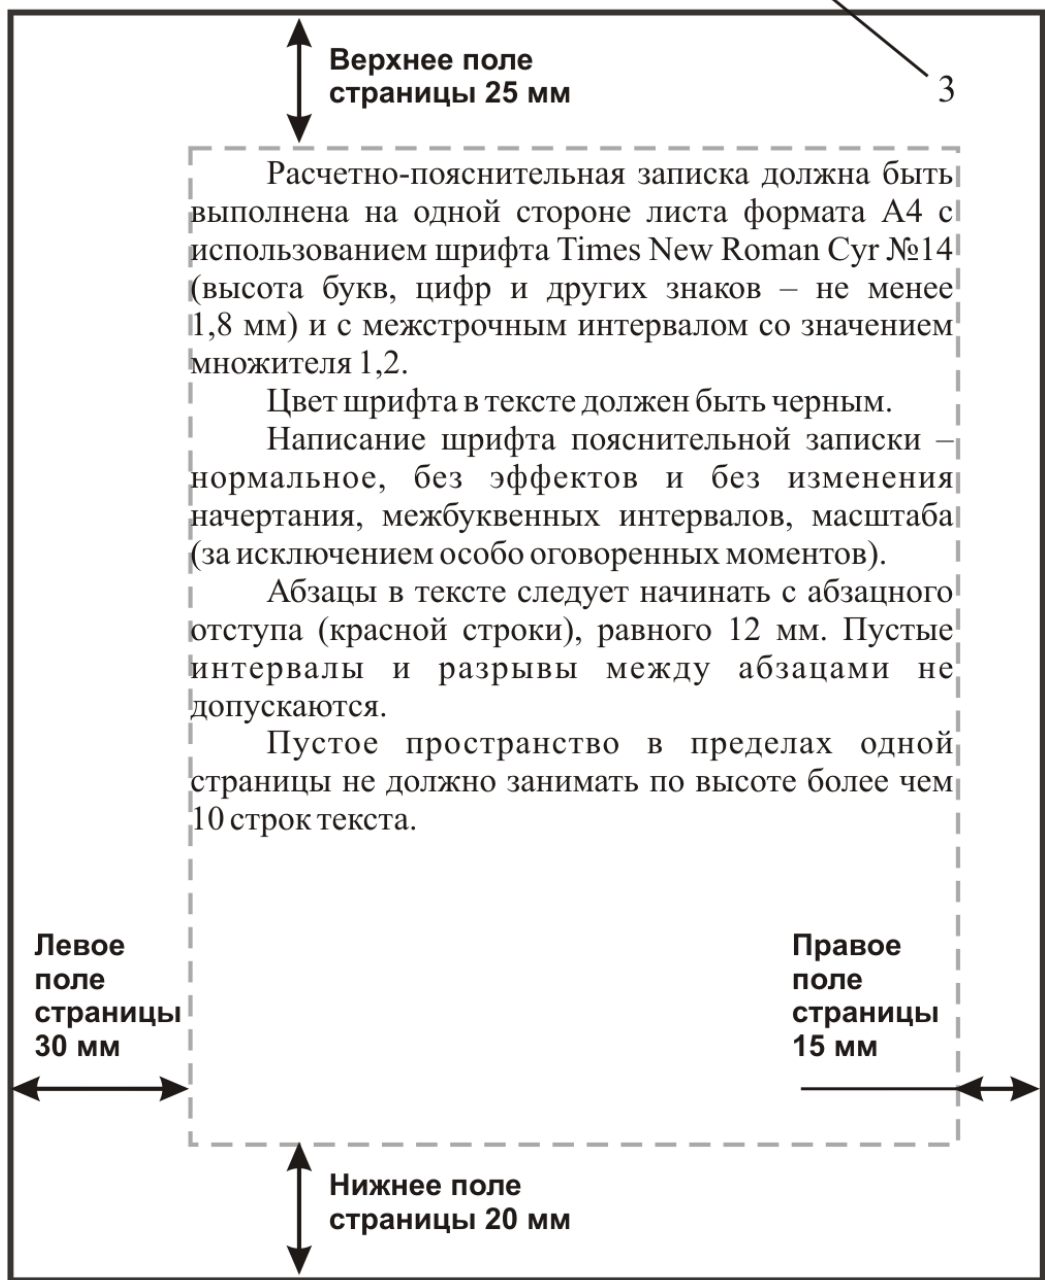 Верхнее поле
страницы 25 мм
3
Расчетно-пояснительная записка должна быть
выполнена на одной стороне листа формата А4 с
использованием шрифта Times New Roman Cyr №14
(высота букв, цифр и других знаков – не менее
1,8 мм) и с межстрочным интервалом со значением
множителя 1,2.
Цвет шрифта в тексте должен быть черным.
Написание шрифта пояснительной записки –
нормальное, без эффектов и без изменения
начертания, межбуквенных интервалов, масштаба
(за исключением особо оговоренных моментов).
Абзацы в тексте следует начинать с абзацного
отступа (красной строки), равного 12 мм. Пустые
интервалы и разрывы между абзацами не
допускаются.
Пустое пространство в пределах одной
страницы не должно занимать по высоте более чем
10 строк текста.
Левое
поле
страницы
30 мм
Правое
поле
страницы
15 мм
Нижнее поле
страницы 20 мм